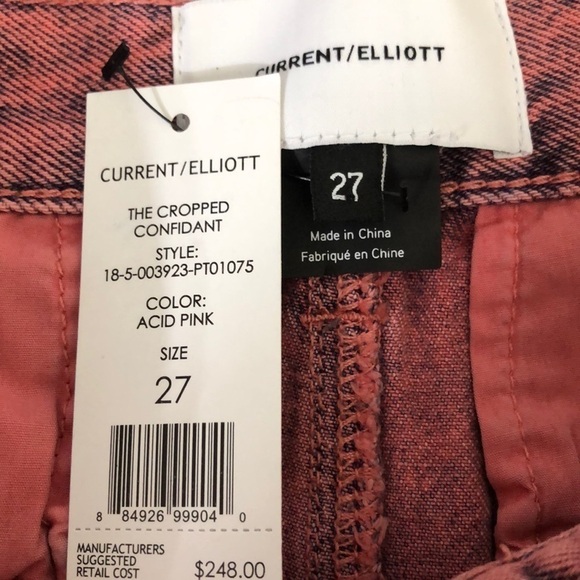 CURRENT/ELLIOTT
27
Made in China
Fabriqué en Chine
CURRENT/ELLIOTT
THE CROPPED
CONFIDANT
STYLE:
18-5-003923-PT01075
COLOR:
ACID PINK
SIZE
27
8 84926 99904 0
MANUFACTURERS
SUGGESTED
RETAIL COST $248.00